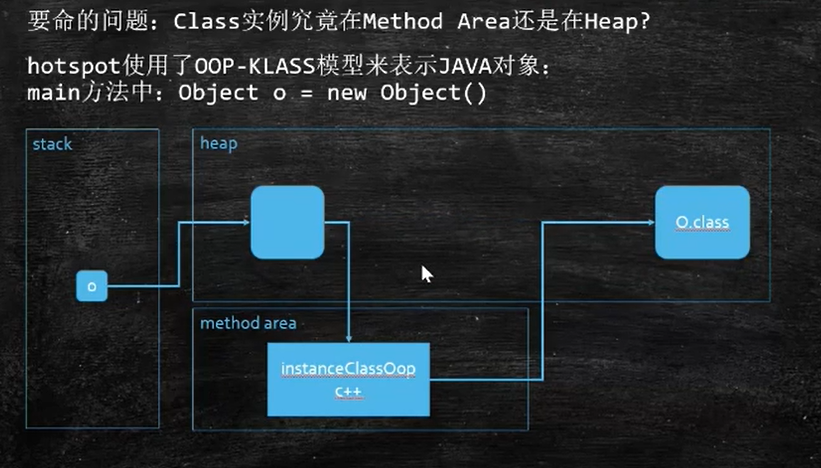 要命的问题：Class实例究竟在Method Area还是在Heap?
hotspot使用了OOP-KLASS模型来表示JAVA对象：
main方法中：Object o = new Object()
stack
heap
O.class
o
method area
instanceClassOop
c++